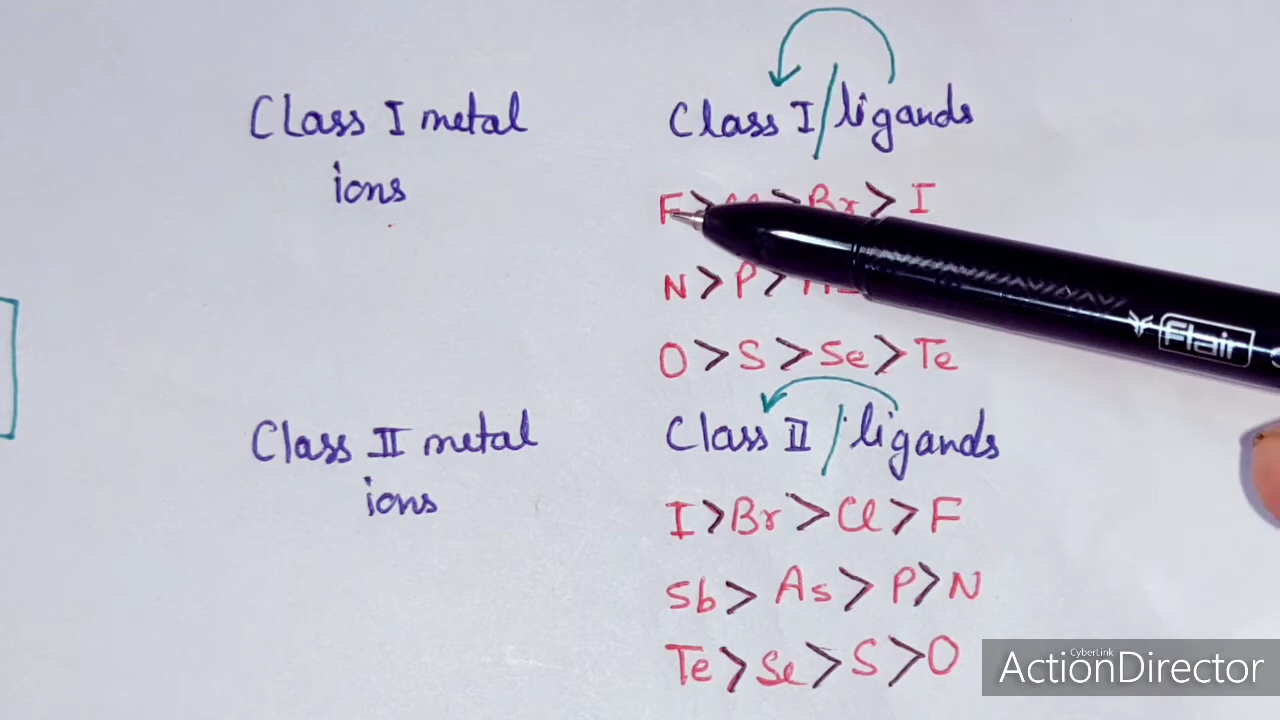 Class I metal
ions
Class I / ligands
F > > Br > I
N > P >
O > S > Se > Te
Class II metal
ions
Class II / ligands
I > Br > Cl > F
Sb > As > P > N
Te > Se > S > O
Flair
CyberLink
ActionDirector